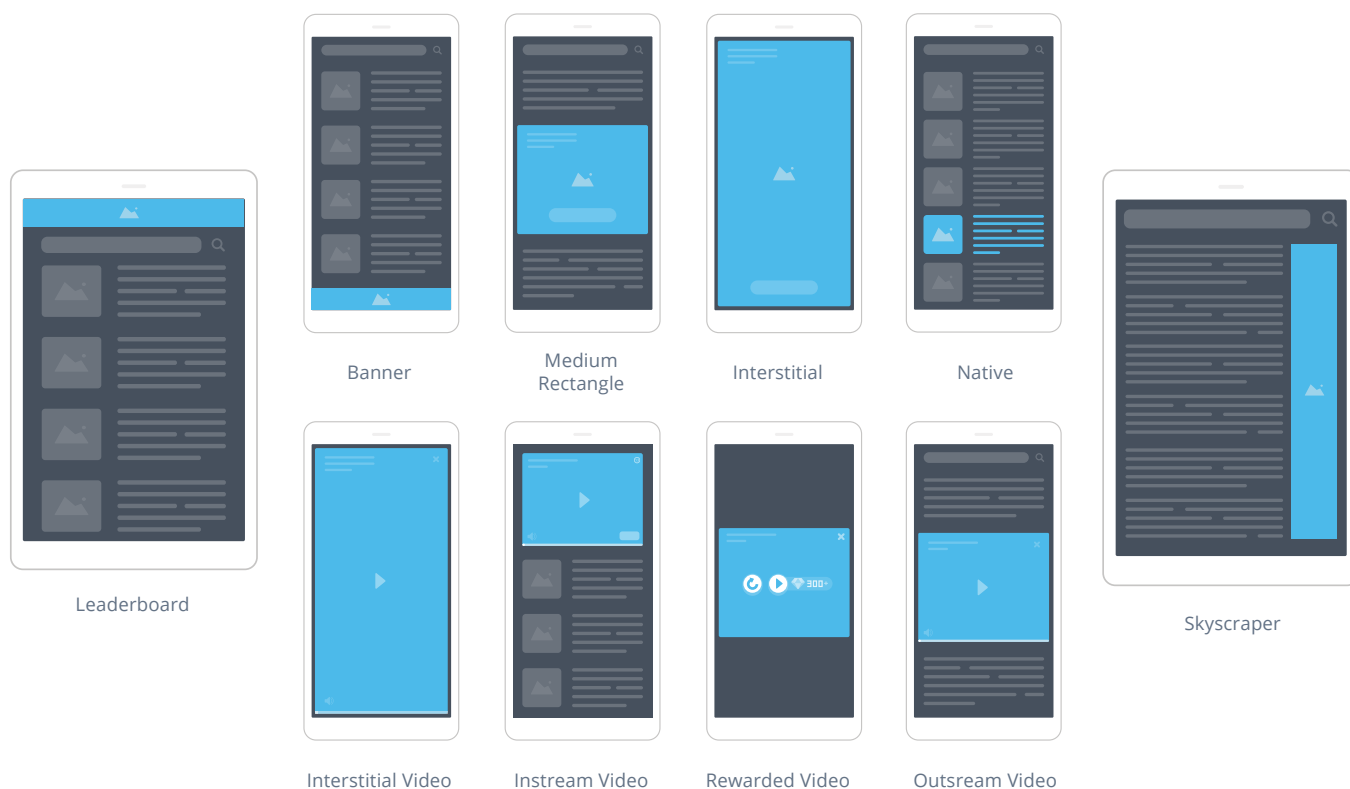 Banner
Medium
Rectangle
Interstitial
Native
Leaderboard
Skyscraper
300+
Interstitial Video
Instream Video
Rewarded Video
Outsream Video